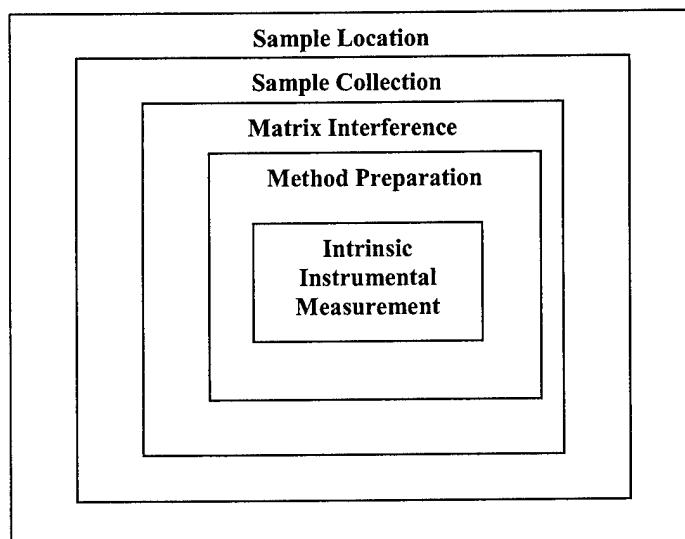 Sample Location
Sample Collection
Matrix Interference
Method Preparation
Intrinsic
Instrumental
Measurement